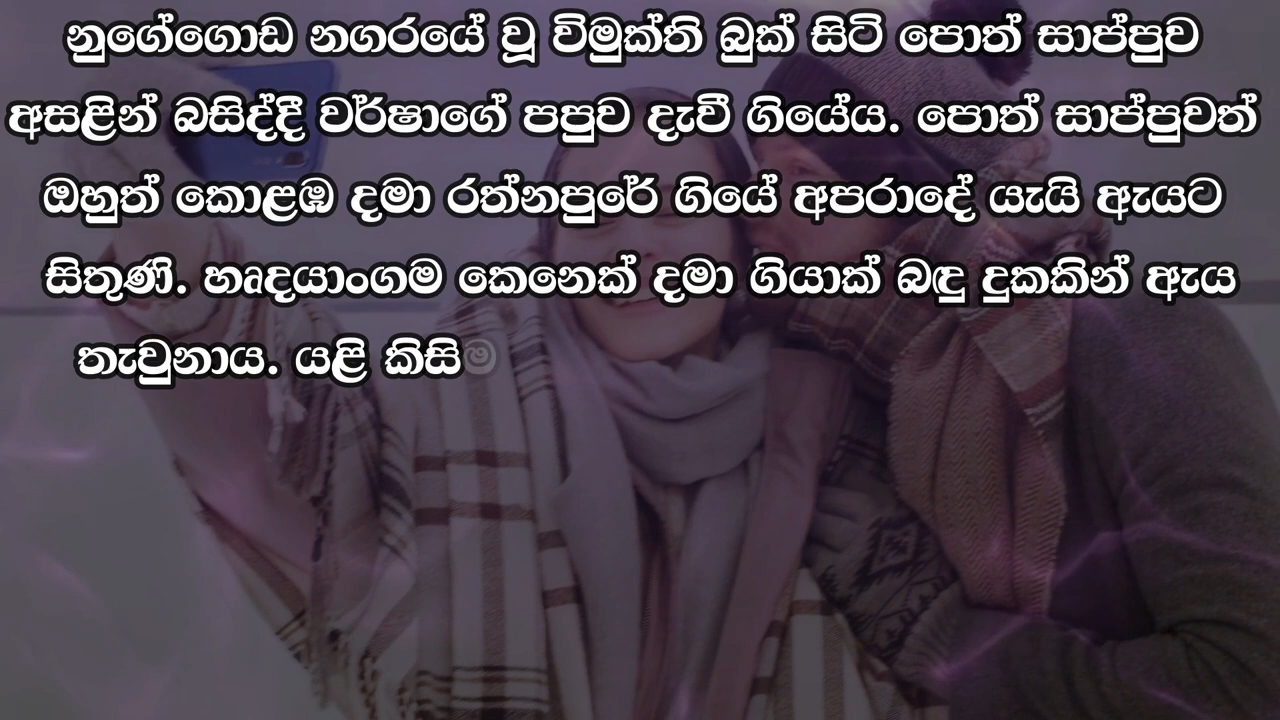 නුගේගොඩ නගරයේ වූ විමුක්ති බුක් සිටි පොත් සාප්පුව
අසළින් බසිද්දී වර්ෂාගේ පපුව දැවී ගියේය. පොත් සාප්පුවත්
ඔහුත් කොළඹ දමා රත්නපුරේ ගියේ අපරාදේ යැයි ඇයට
සිතුණි. හෘදයාංගම කෙනෙක් දමා ගියාක් බඳු දුකකින් ඇය
තැවුනාය. යළි කිසිම